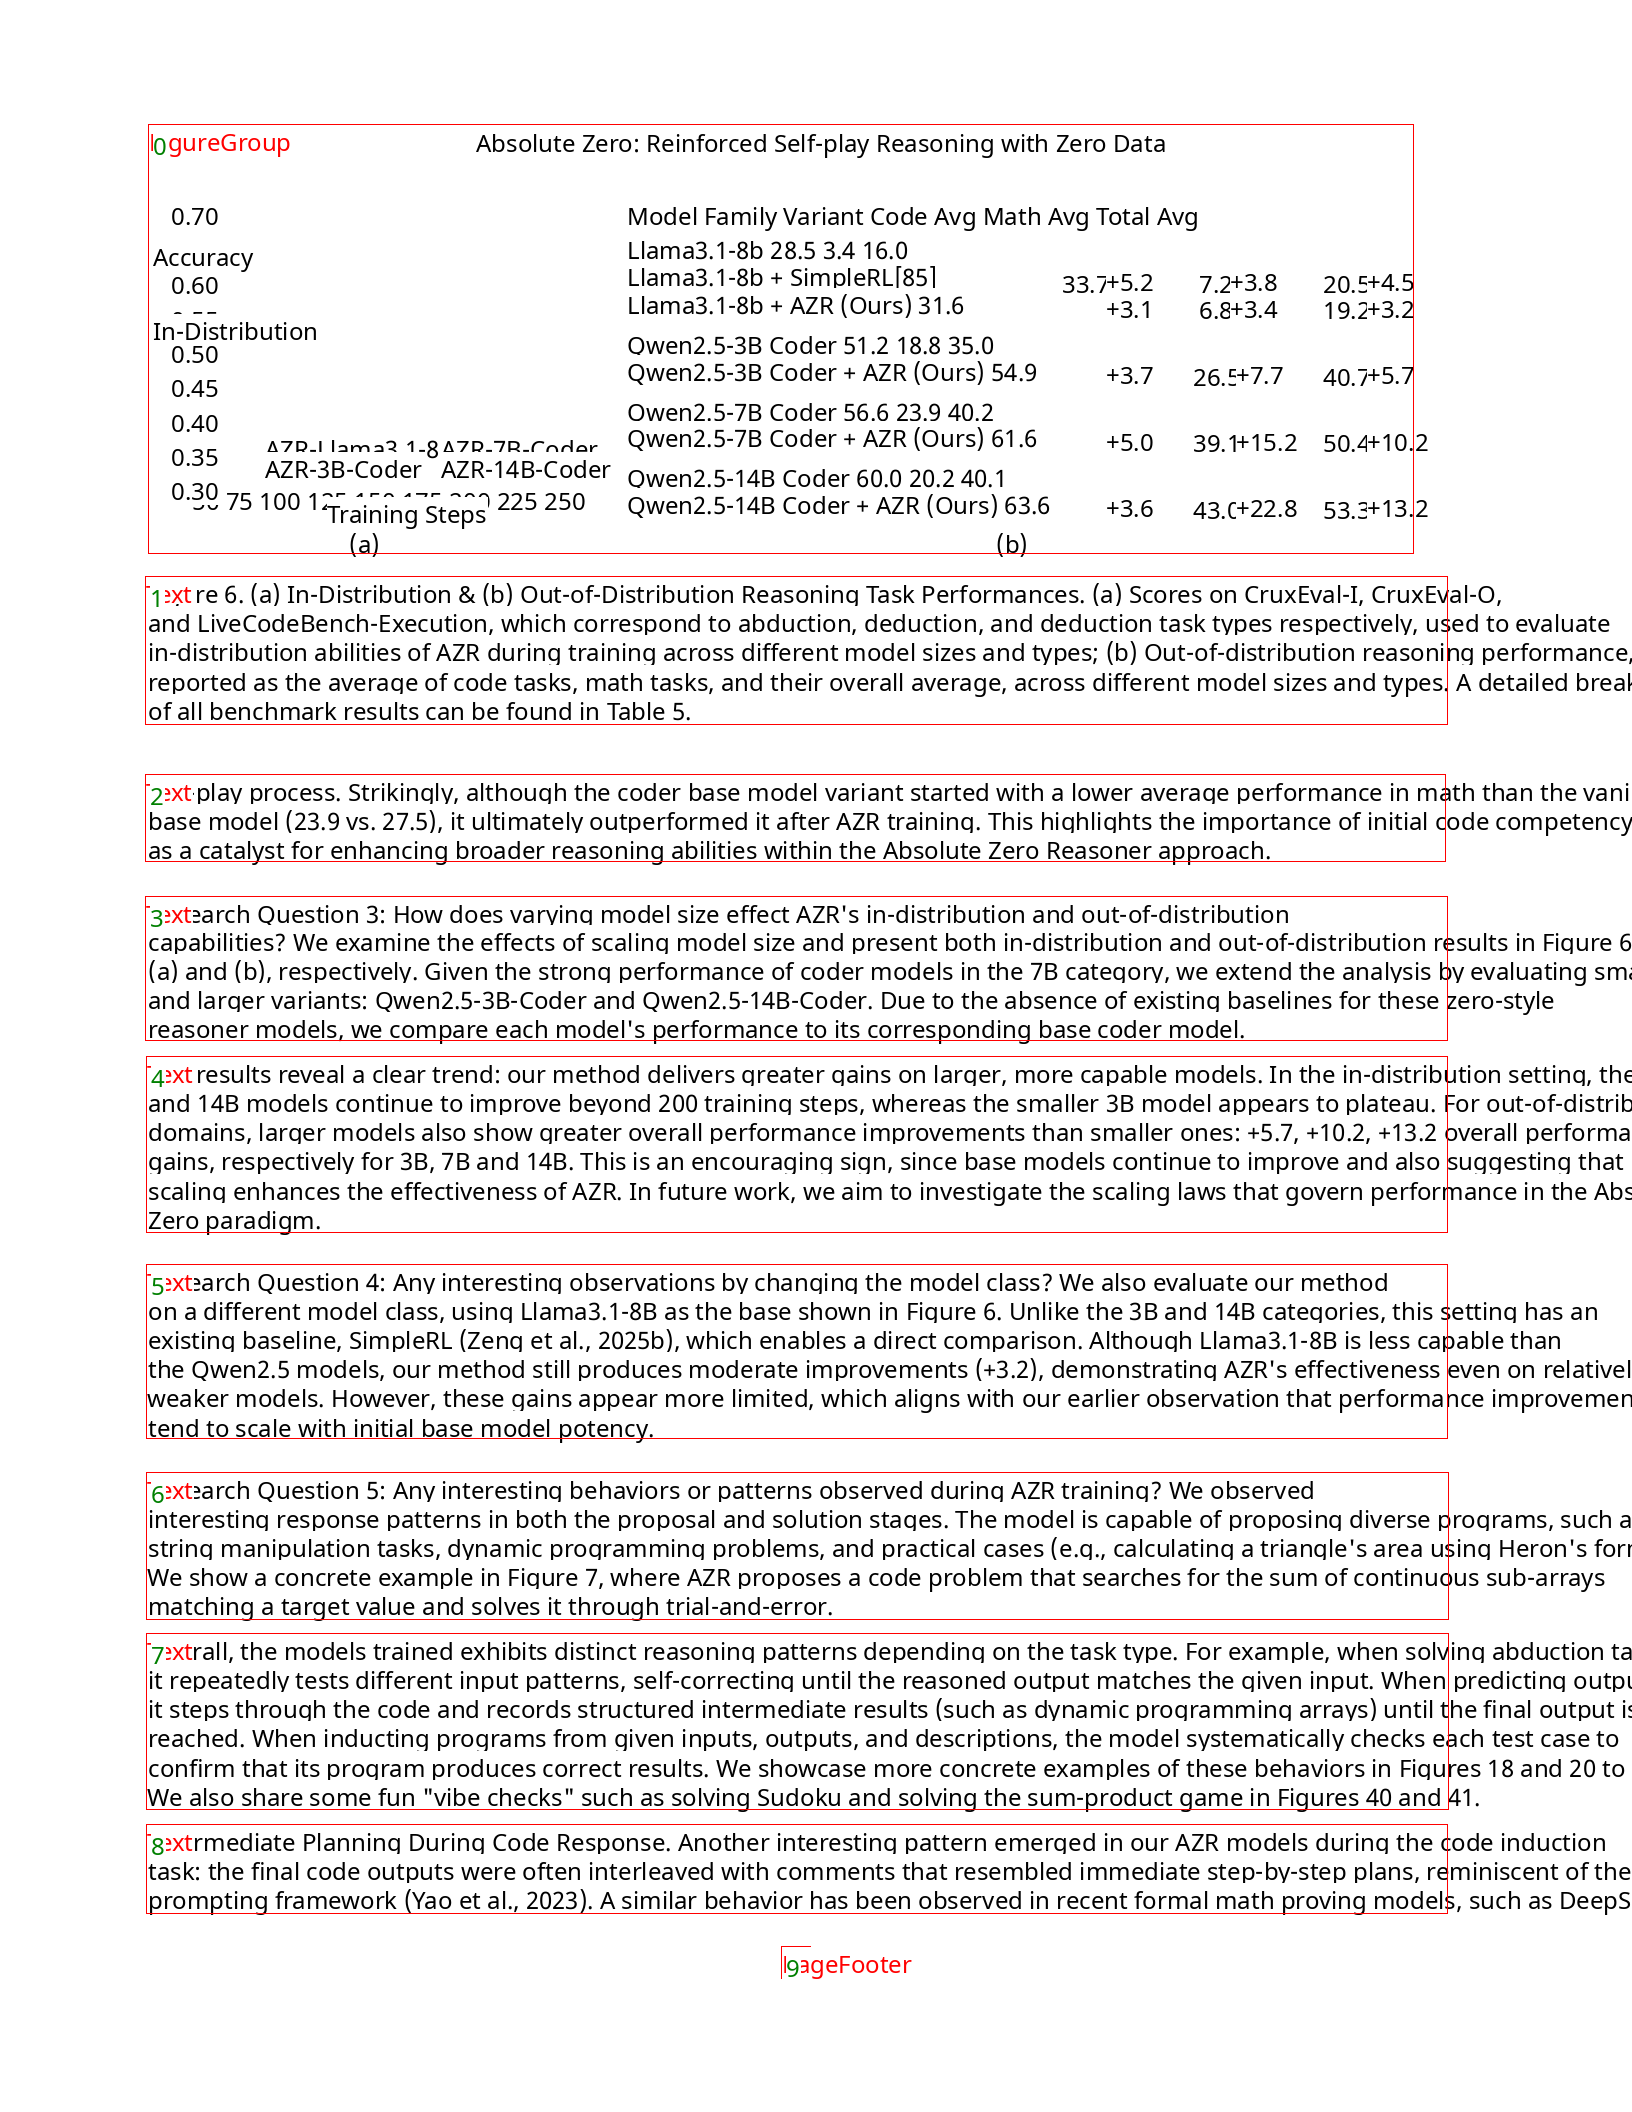 0 gureGroup
Absolute Zero: Reinforced Self-play Reasoning with Zero Data
0.70
Accuracy
0.60
In-Distribution
0.50
0.45
0.40
0.35
0.30
AZR-Llama3.1-8 AZR-7B-Coder
AZR-3B-Coder AZR-14B-Coder
75 100 125 150 175 200 225 250
Training Steps
(a)
Model Family Variant Code Avg Math Avg Total Avg
Llama3.1-8b 28.5 3.4 16.0
Llama3.1-8b + SimpleRL[85] 33.7 +5.2 7.2 +3.8 20.5 +4.5
Llama3.1-8b + AZR (Ours) 31.6 +3.1 6.8 +3.4 19.2 +3.2
Qwen2.5-3B Coder 51.2 18.8 35.0
Qwen2.5-3B Coder + AZR (Ours) 54.9 +3.7 26.5 +7.7 40.7 +5.7
Qwen2.5-7B Coder 56.6 23.9 40.2
Qwen2.5-7B Coder + AZR (Ours) 61.6 +5.0 39.1 +15.2 50.4 +10.2
Qwen2.5-14B Coder 60.0 20.2 40.1
Qwen2.5-14B Coder + AZR (Ours) 63.6 +3.6 43.0 +22.8 53.3 +13.2
(b)
1 ext re 6. (a) In-Distribution & (b) Out-of-Distribution Reasoning Task Performances. (a) Scores on CruxEval-I, CruxEval-O,
and LiveCodeBench-Execution, which correspond to abduction, deduction, and deduction task types respectively, used to evaluate
in-distribution abilities of AZR during training across different model sizes and types; (b) Out-of-distribution reasoning performance,
reported as the average of code tasks, math tasks, and their overall average, across different model sizes and types. A detailed break
of all benchmark results can be found in Table 5.
2 ext play process. Strikingly, although the coder base model variant started with a lower average performance in math than the vani
base model (23.9 vs. 27.5), it ultimately outperformed it after AZR training. This highlights the importance of initial code competency
as a catalyst for enhancing broader reasoning abilities within the Absolute Zero Reasoner approach.
3 ext earch Question 3: How does varying model size effect AZR's in-distribution and out-of-distribution
capabilities? We examine the effects of scaling model size and present both in-distribution and out-of-distribution results in Figure 6
(a) and (b), respectively. Given the strong performance of coder models in the 7B category, we extend the analysis by evaluating sma
and larger variants: Qwen2.5-3B-Coder and Qwen2.5-14B-Coder. Due to the absence of existing baselines for these zero-style
reasoner models, we compare each model's performance to its corresponding base coder model.
4 ext results reveal a clear trend: our method delivers greater gains on larger, more capable models. In the in-distribution setting, the
and 14B models continue to improve beyond 200 training steps, whereas the smaller 3B model appears to plateau. For out-of-distrib
domains, larger models also show greater overall performance improvements than smaller ones: +5.7, +10.2, +13.2 overall performa
gains, respectively for 3B, 7B and 14B. This is an encouraging sign, since base models continue to improve and also suggesting that
scaling enhances the effectiveness of AZR. In future work, we aim to investigate the scaling laws that govern performance in the Abs
Zero paradigm.
5 ext earch Question 4: Any interesting observations by changing the model class? We also evaluate our method
on a different model class, using Llama3.1-8B as the base shown in Figure 6. Unlike the 3B and 14B categories, this setting has an
existing baseline, SimpleRL (Zeng et al., 2025b), which enables a direct comparison. Although Llama3.1-8B is less capable than
the Qwen2.5 models, our method still produces moderate improvements (+3.2), demonstrating AZR's effectiveness even on relativel
weaker models. However, these gains appear more limited, which aligns with our earlier observation that performance improvemen
tend to scale with initial base model potency.
6 ext earch Question 5: Any interesting behaviors or patterns observed during AZR training? We observed
interesting response patterns in both the proposal and solution stages. The model is capable of proposing diverse programs, such a
string manipulation tasks, dynamic programming problems, and practical cases (e.g., calculating a triangle's area using Heron's for
We show a concrete example in Figure 7, where AZR proposes a code problem that searches for the sum of continuous sub-arrays
matching a target value and solves it through trial-and-error.
7 ext rall, the models trained exhibits distinct reasoning patterns depending on the task type. For example, when solving abduction ta
it repeatedly tests different input patterns, self-correcting until the reasoned output matches the given input. When predicting outpu
it steps through the code and records structured intermediate results (such as dynamic programming arrays) until the final output is
reached. When inducting programs from given inputs, outputs, and descriptions, the model systematically checks each test case to
confirm that its program produces correct results. We showcase more concrete examples of these behaviors in Figures 18 and 20 to
We also share some fun "vibe checks" such as solving Sudoku and solving the sum-product game in Figures 40 and 41.
8 ext rmediate Planning During Code Response. Another interesting pattern emerged in our AZR models during the code induction
task: the final code outputs were often interleaved with comments that resembled immediate step-by-step plans, reminiscent of the
prompting framework (Yao et al., 2023). A similar behavior has been observed in recent formal math proving models, such as DeepS
9 ageFooter